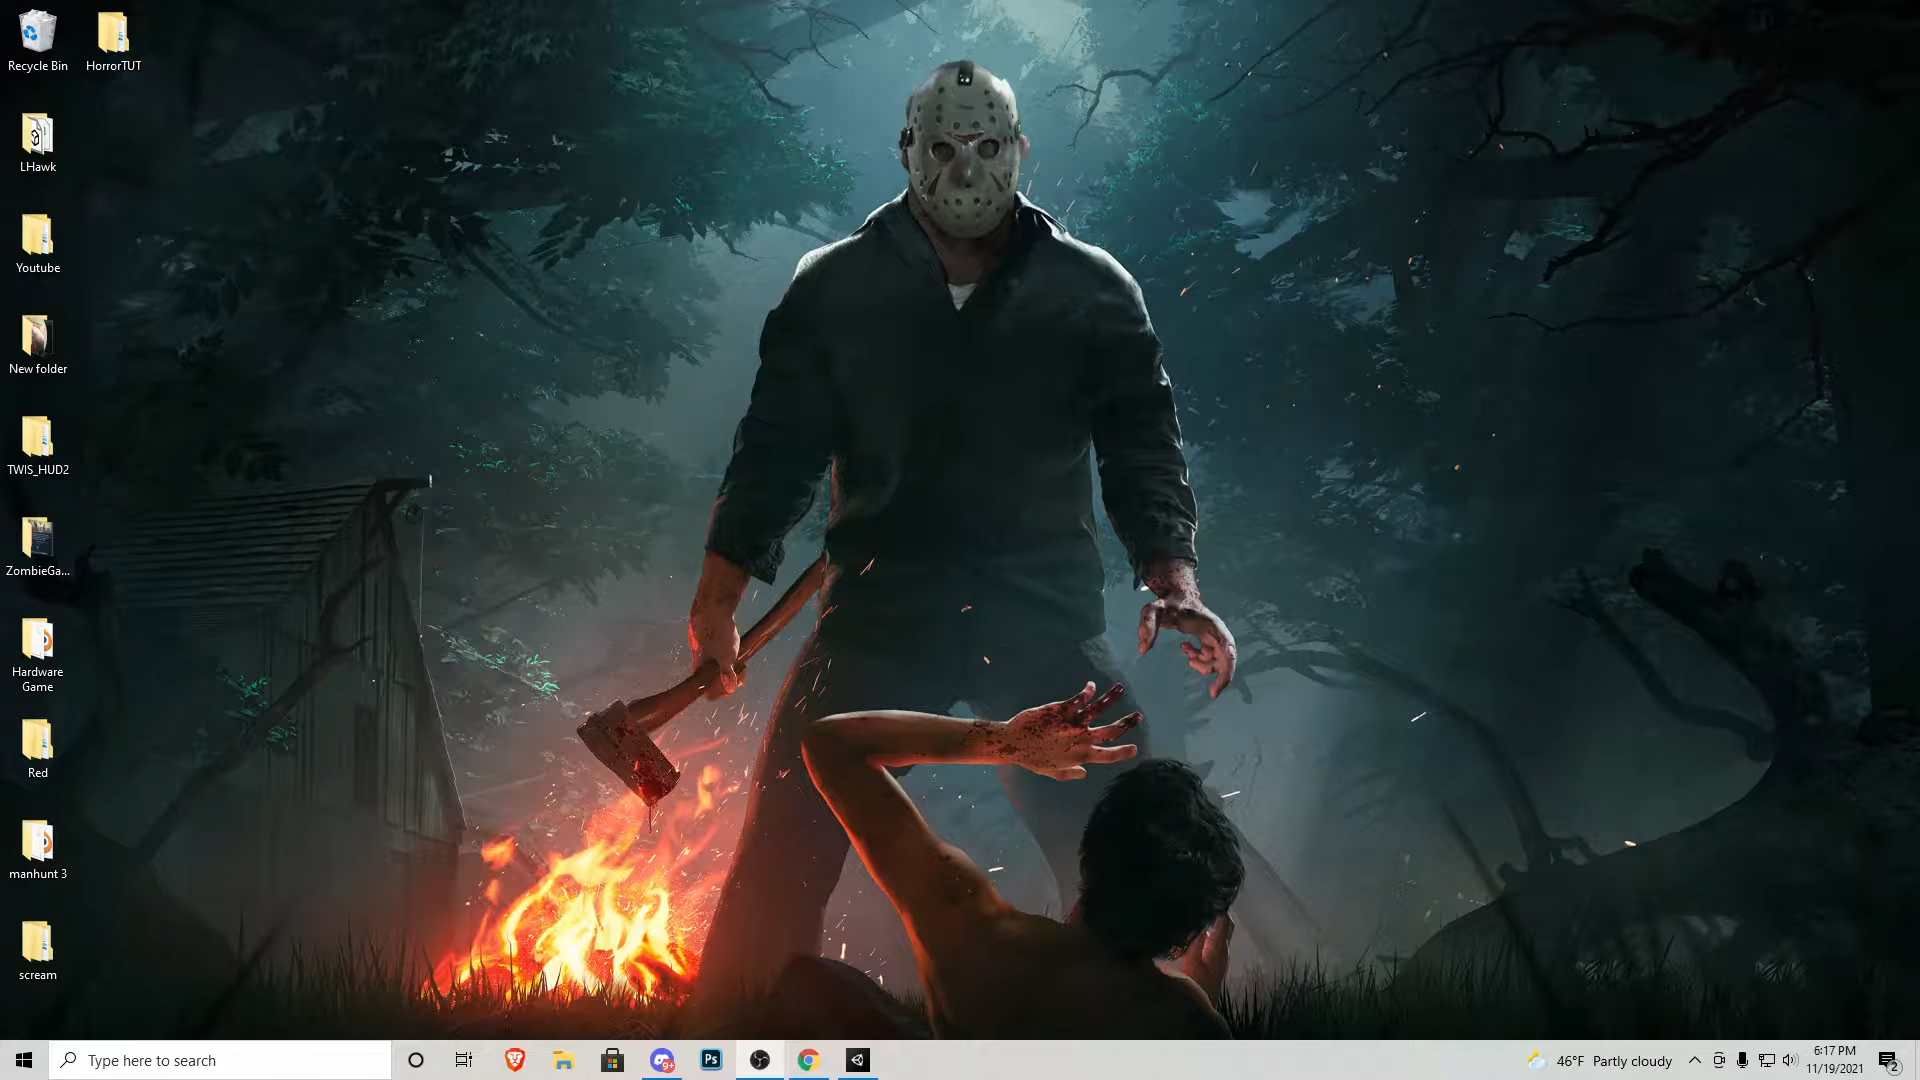 Recycle Bin
HorrorTUT
LHawk
Youtube
New folder
TWIS_HUD2
ZombieGa...
Hardware
Game
Red
manhunt 3
scream
Type here to search
9+
Ps
46°F Partly cloudy
6:17 PM
11/19/2021
2